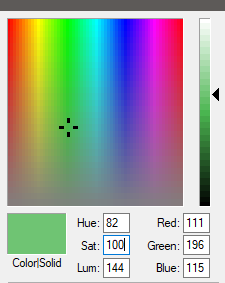 Hue: 82 Red: 111
Sat: 100 Green: 196
Color|Solid Lum: 144 Blue: 115